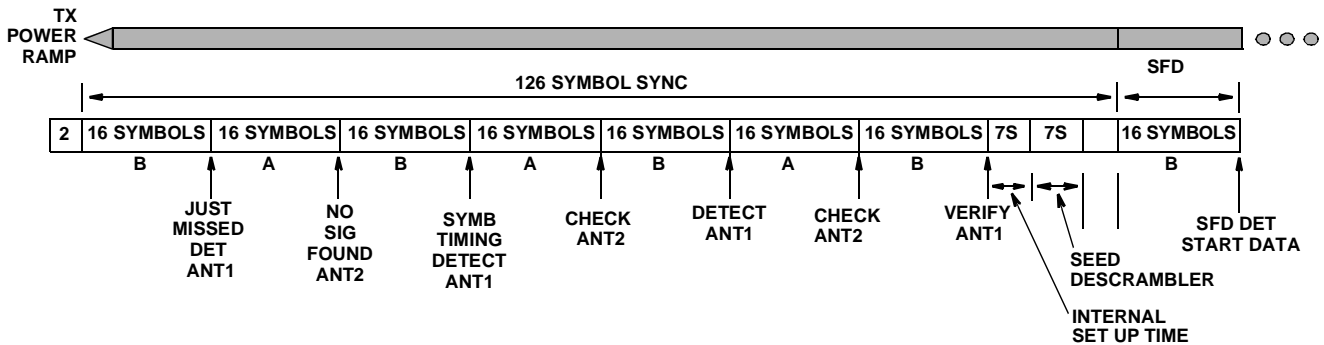 TX
POWER
RAMP
SFD
126 SYMBOL SYNC
2
16 SYMBOLS
16 SYMBOLS
16 SYMBOLS
16 SYMBOLS
16 SYMBOLS
16 SYMBOLS
16 SYMBOLS
7S
7S
16 SYMBOLS
B
A
B
A
B
A
B
B
JUST
MISSED
DET
ANT1
NO
SIG
FOUND
ANT2
SYMB
TIMING
DETECT
ANT1
CHECK
ANT2
DETECT
ANT1
CHECK
ANT2
VERIFY
ANT1
SFD DET
START DATA
SEED
DESCRAMBLER
INTERNAL
SET UP TIME